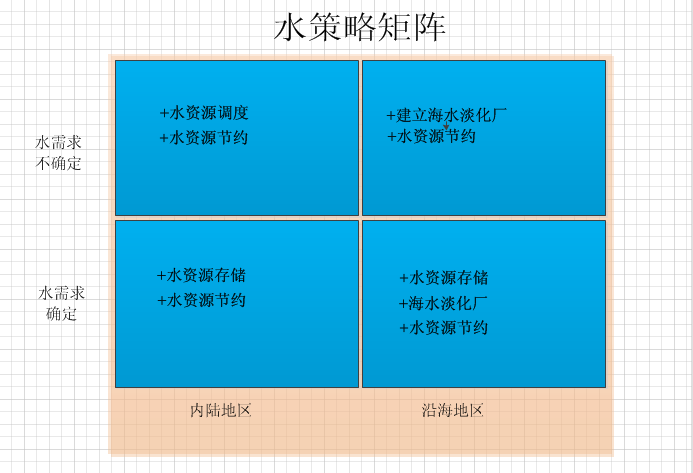 水策略矩阵
水需求
不确定
+水资源调度
+水资源节约
+建立海水淡化厂
+水资源节约
水需求
确定
+水资源存储
+水资源节约
+水资源存储
+海水淡化厂
+水资源节约
内陆地区
沿海地区